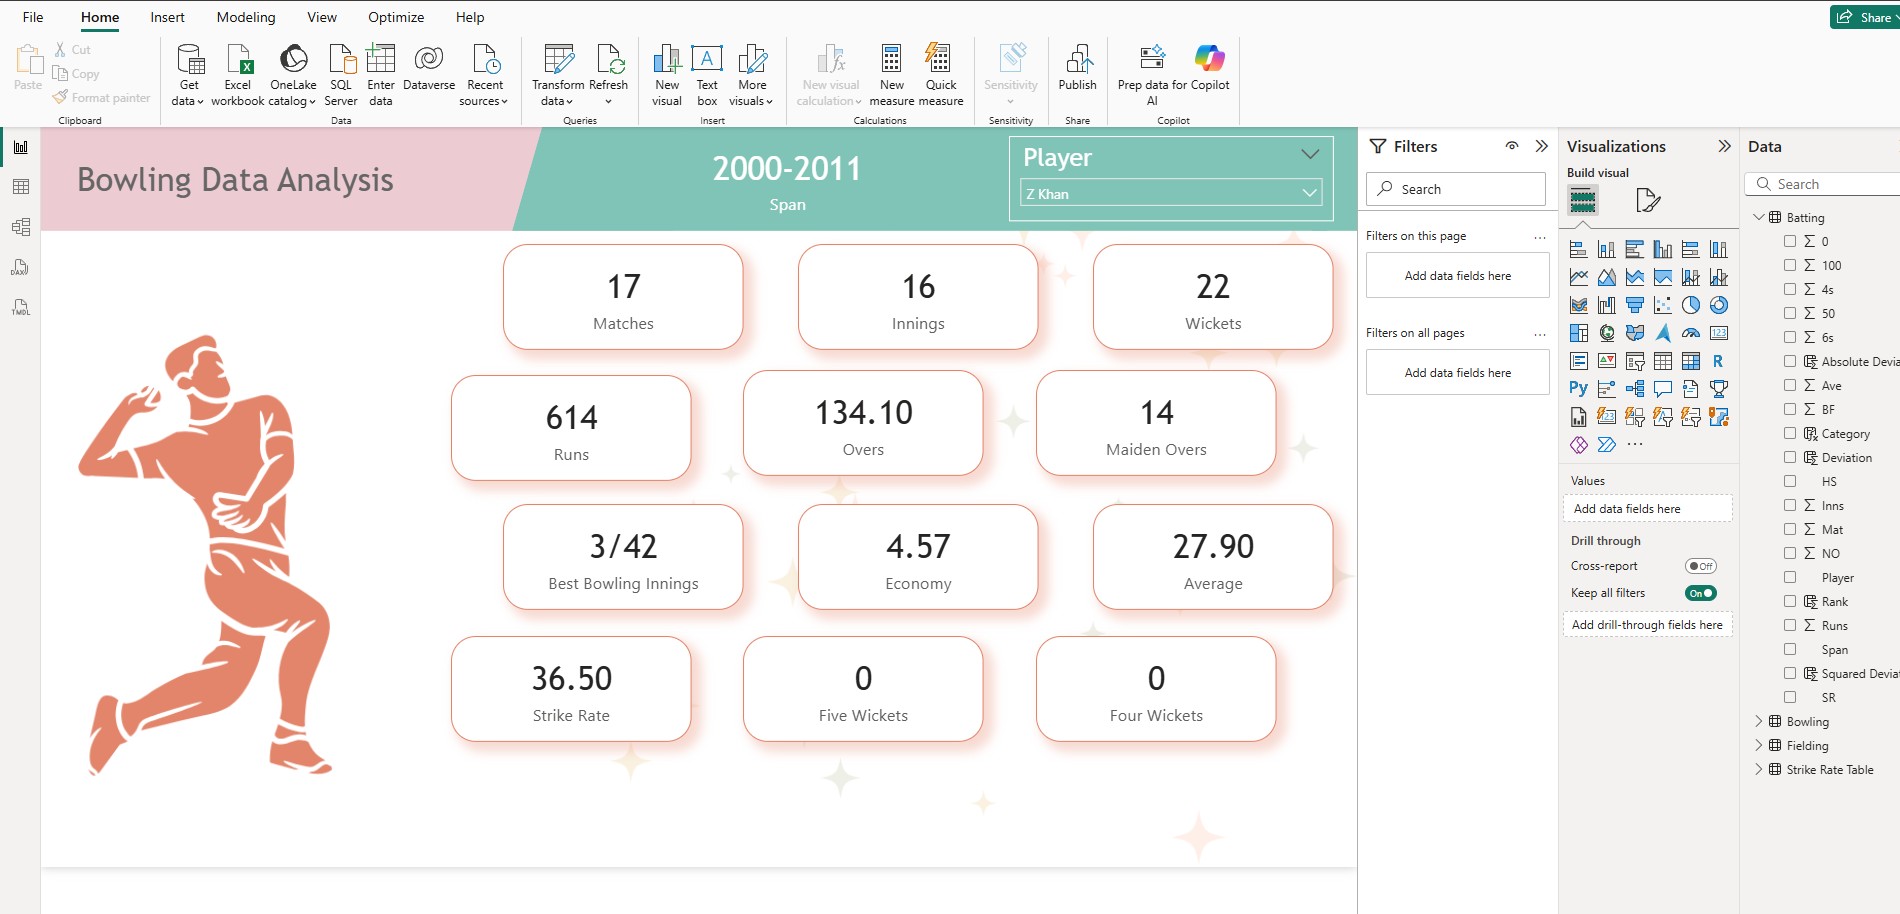 File Home Insert Modeling View Optimize Help
Share
Paste
Cut
Copy
Format painter
Clipboard
Get data
Excel workbook
OneLake catalog
SQL Server
Enter data
Dataverse
Recent sources
Data
Transform data
Refresh
Queries
New visual
Text box
More visuals
Insert
New visual calculation
New measure
Quick measure
Calculations
Sensitivity
Sensitivity
Publish
Share
Prep data for AI
Copilot
Copilot
DAX
TMDL
Bowling Data Analysis
2000-2011
Span
Player
Z Khan
17
Matches
16
Innings
22
Wickets
614
Runs
134.10
Overs
14
Maiden Overs
3/42
Best Bowling Innings
4.57
Economy
27.90
Average
36.50
Strike Rate
0
Five Wickets
0
Four Wickets
Filters
Search
Filters on this page
...
Add data fields here
Filters on all pages
...
Add data fields here
Visualizations
Build visual
123
R
Py
123
...
Values
Add data fields here
Drill through
Cross-report
Off
Keep all filters
On
Add drill-through fields here
Data
Search
Batting
0
100
4s
50
6s
Absolute Devia
Ave
BF
Category
Deviation
HS
Inns
Mat
NO
Player
Rank
Runs
Span
Squared Devia
SR
Bowling
Fielding
Strike Rate Table